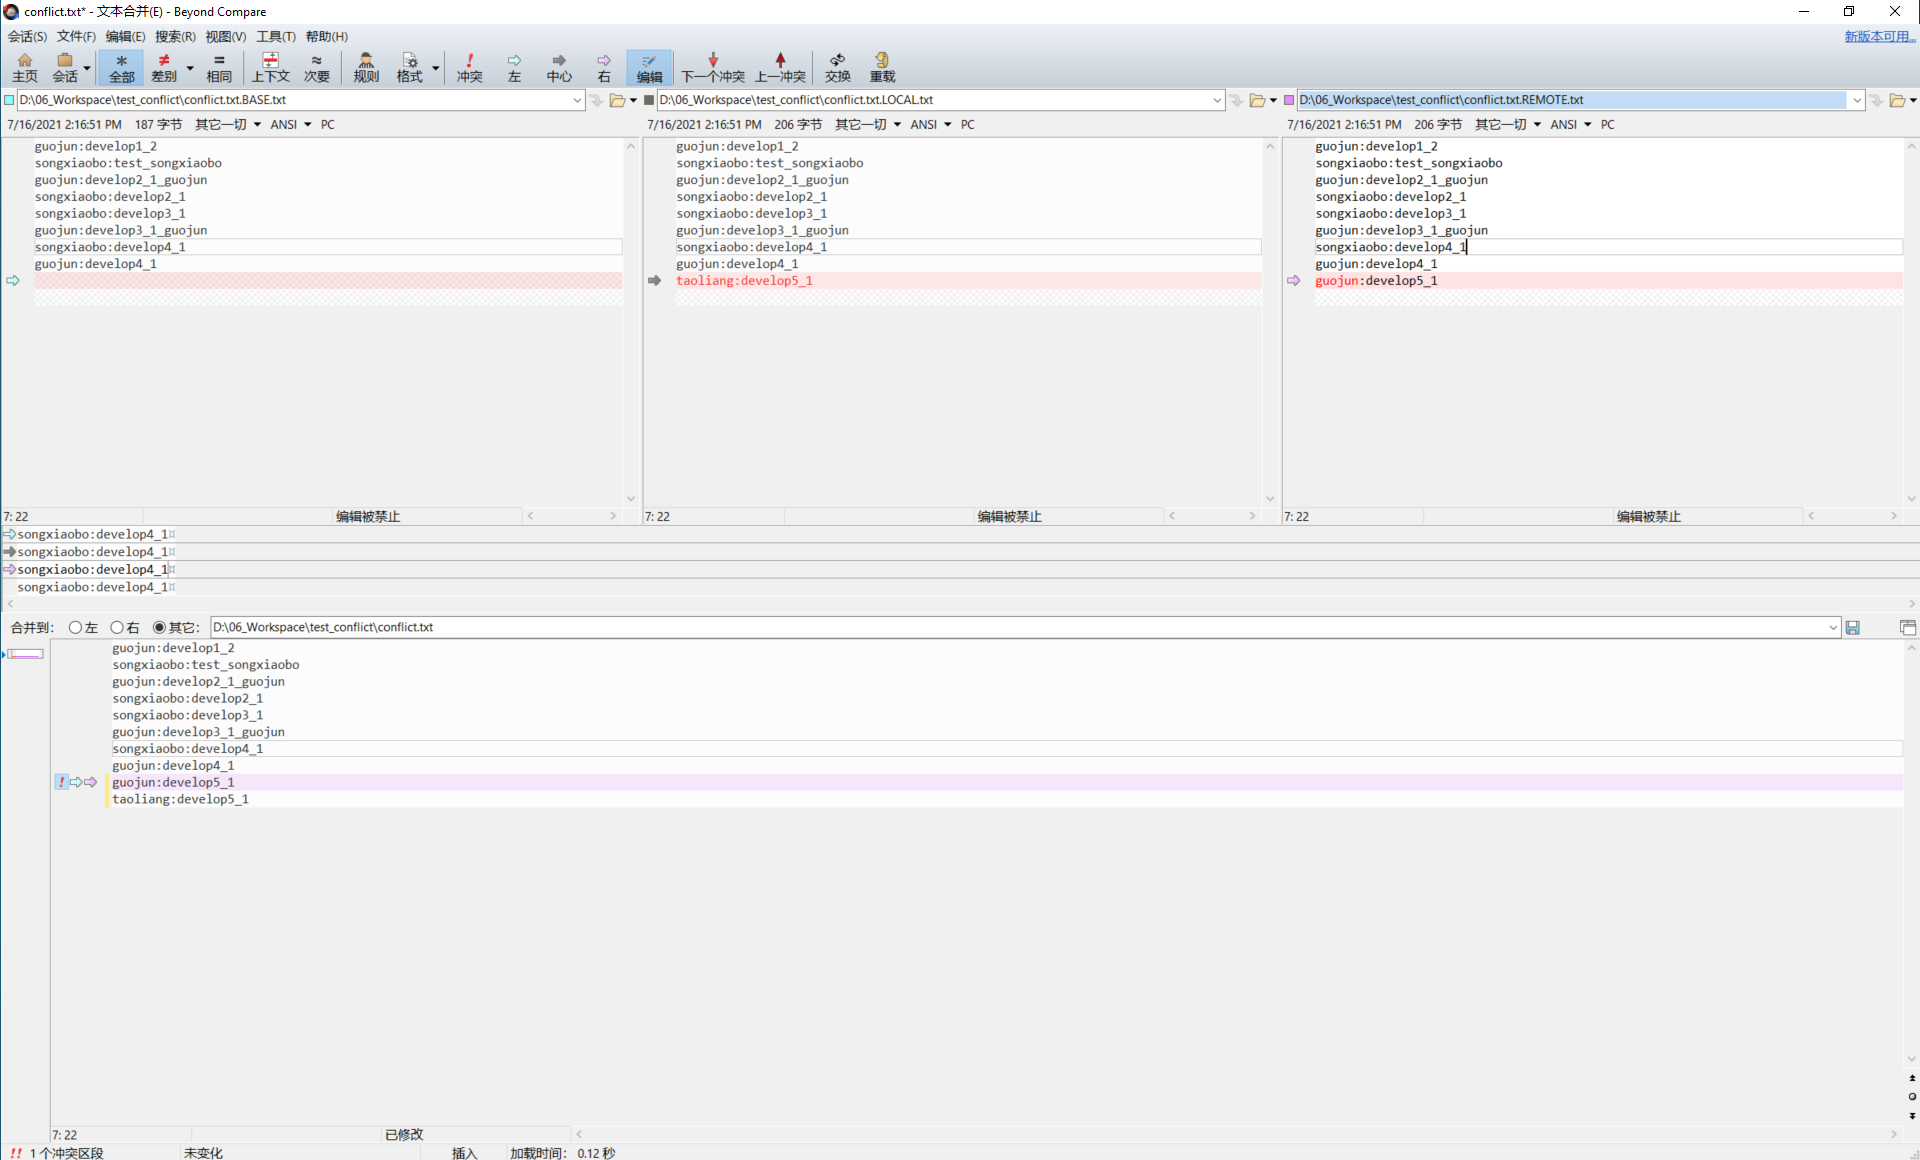 conflict.txt* - 文本合并(E) - Beyond Compare
会话(S) 文件(F) 编辑(E) 搜索(R) 视图(V) 工具(T) 帮助(H) 新版本可用...
主页 会话 全部 差别 相同 上下文 次要 规则 格式 冲突 左 中心 右 编辑 下一个冲突 上一冲突 交换 重载
D:\06_Workspace\test_conflict\conflict.txt.BASE.txt
7/16/2021 2:16:51 PM 187 字节 其它一切 ANSI PC
guojun:develop1_2
songxiaobo:test_songxiaobo
guojun:develop2_1_guojun
songxiaobo:develop2_1
songxiaobo:develop3_1
guojun:develop3_1_guojun
songxiaobo:develop4_1
guojun:develop4_1
7: 22 编辑被禁止
D:\06_Workspace\test_conflict\conflict.txt.LOCAL.txt
7/16/2021 2:16:51 PM 206 字节 其它一切 ANSI PC
guojun:develop1_2
songxiaobo:test_songxiaobo
guojun:develop2_1_guojun
songxiaobo:develop2_1
songxiaobo:develop3_1
guojun:develop3_1_guojun
songxiaobo:develop4_1
guojun:develop4_1
taoliang:develop5_1
7: 22 编辑被禁止
D:\06_Workspace\test_conflict\conflict.txt.REMOTE.txt
7/16/2021 2:16:51 PM 206 字节 其它一切 ANSI PC
guojun:develop1_2
songxiaobo:test_songxiaobo
guojun:develop2_1_guojun
songxiaobo:develop2_1
songxiaobo:develop3_1
guojun:develop3_1_guojun
songxiaobo:develop4_1
guojun:develop4_1
guojun:develop5_1
7: 22 编辑被禁止
songxiaobo:develop4_1¤
songxiaobo:develop4_1¤
songxiaobo:develop4_1¤
songxiaobo:develop4_1¤
合并到: 左 右 其它: D:\06_Workspace\test_conflict\conflict.txt
guojun:develop1_2
songxiaobo:test_songxiaobo
guojun:develop2_1_guojun
songxiaobo:develop2_1
songxiaobo:develop3_1
guojun:develop3_1_guojun
songxiaobo:develop4_1
guojun:develop4_1
guojun:develop5_1
taoliang:develop5_1
7: 22 已修改
!! 1 个冲突区段 未变化 插入 加载时间: 0.12 秒